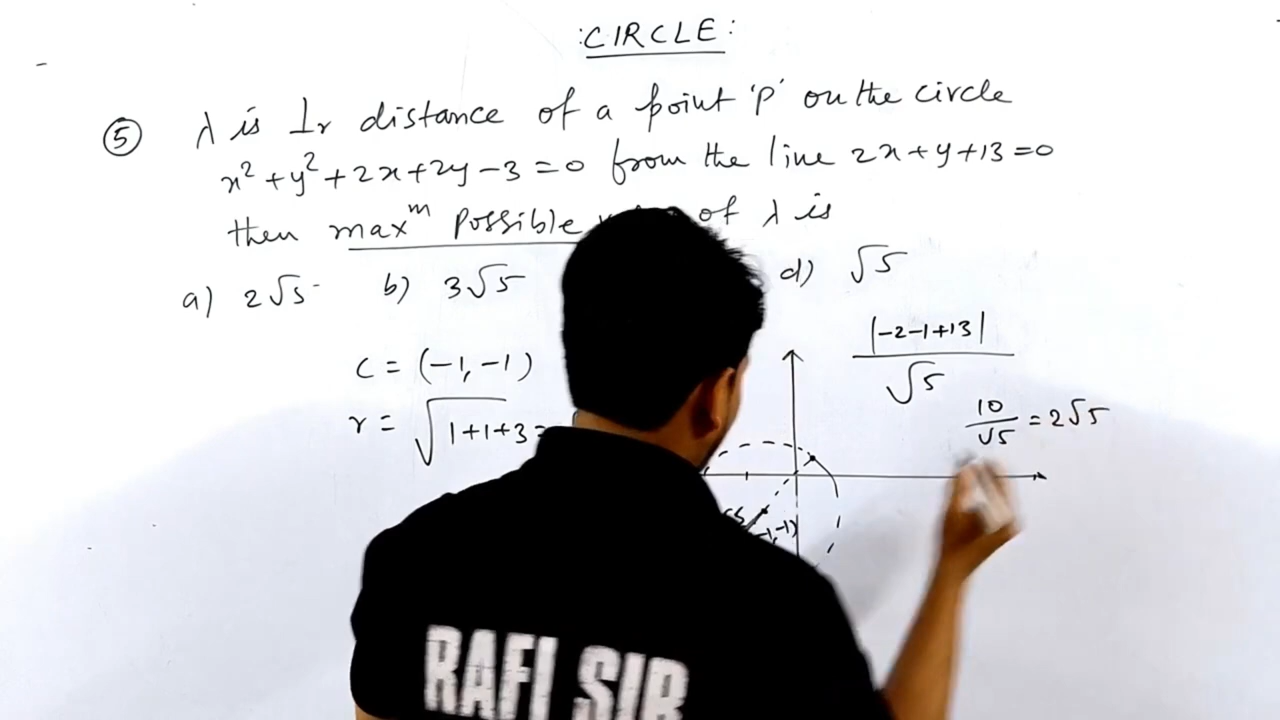 : CIRCLE :
⑤ λ is ⊥r distance of a point 'P' on the circle
x² + y² + 2x + 2y - 3 = 0 from the line 2x + y + 13 = 0
then maxᵐ possible of λ is
a) 2√5 b) 3√5 d) √5
C = (-1, -1)
r = √1+1+3 =
|-2-1+13|
√5
10/√5 = 2√5
-1)
RAFI SIR